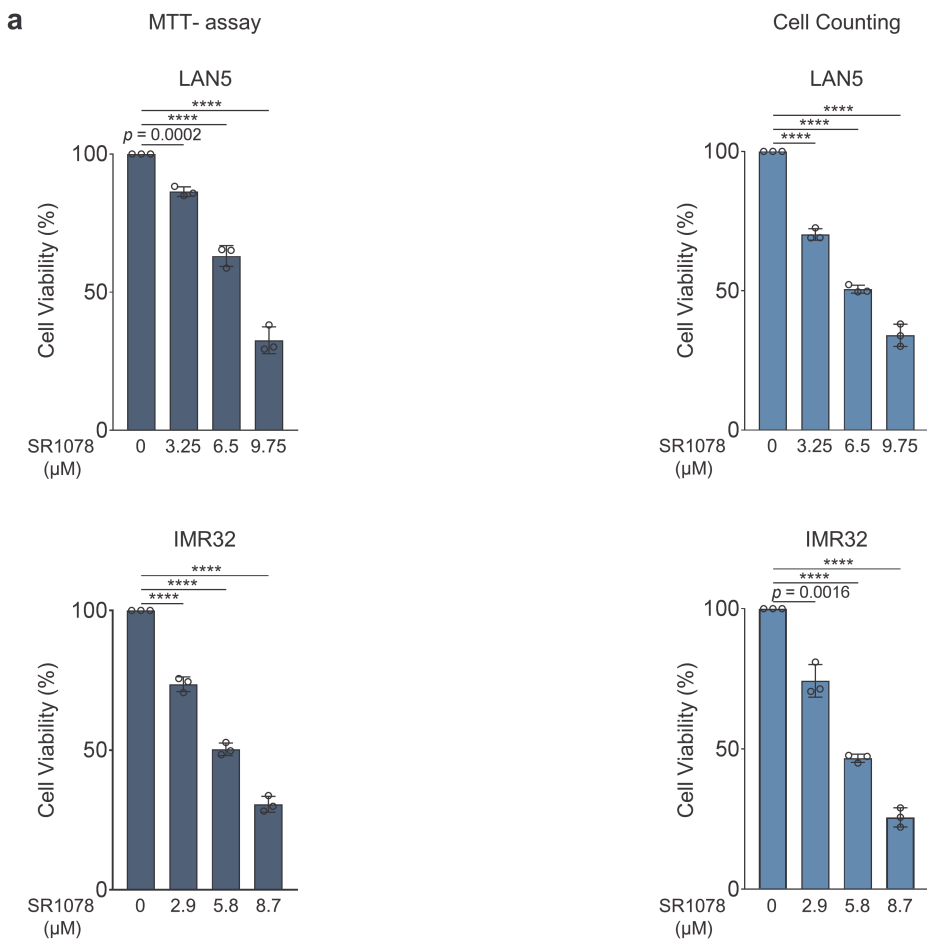 a
MTT- assay
Cell Counting
LAN5
****
****
p = 0.0002
100
50
0
Cell Viability (%)
SR1078 0 3.25 6.5 9.75
(µM)
LAN5
****
****
****
100
50
0
Cell Viability (%)
SR1078 0 3.25 6.5 9.75
(µM)
IMR32
****
****
****
100
50
0
Cell Viability (%)
SR1078 0 2.9 5.8 8.7
(µM)
IMR32
****
****
p = 0.0016
100
50
0
Cell Viability (%)
SR1078 0 2.9 5.8 8.7
(µM)